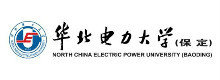 华北电力大学(保定)
NORTH CHINA ELECTRIC POWER UNIVERSITY (BAODING)